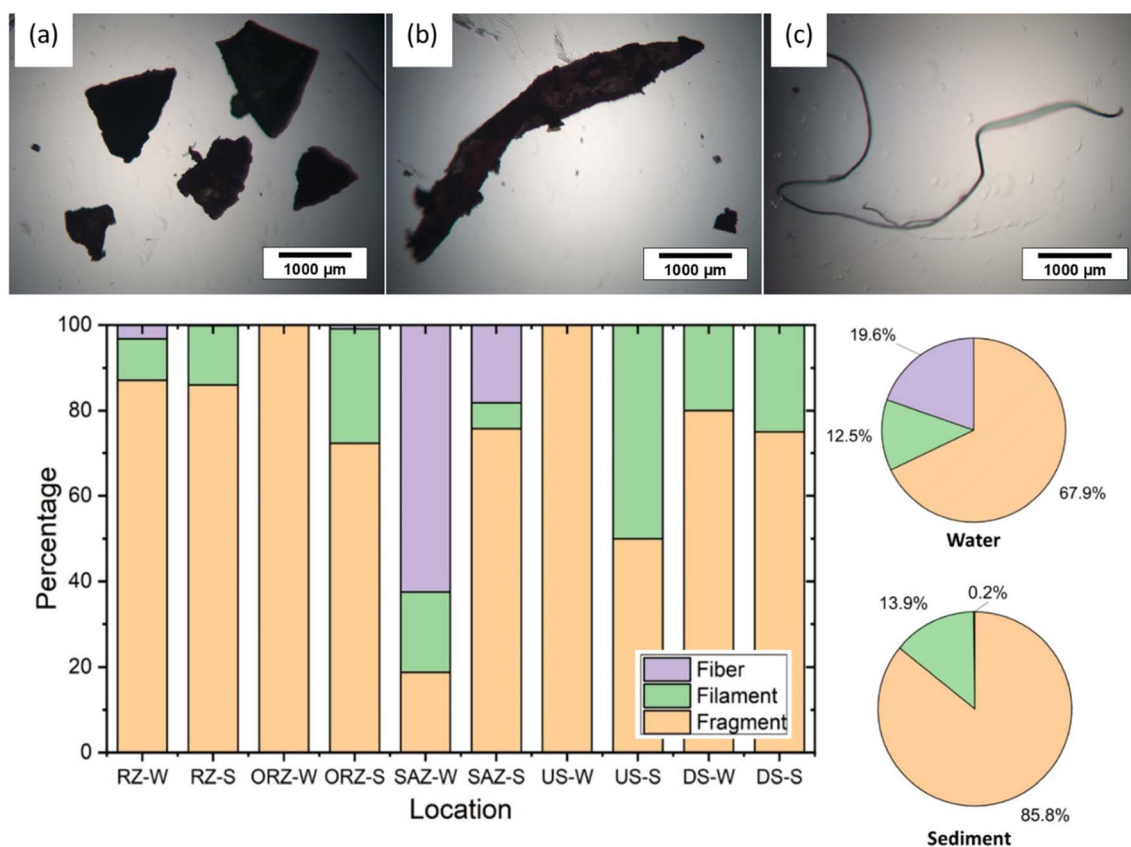 (a)
(b)
(c)
1000 µm
1000 µm
1000 µm
Percentage
100
80
60
40
20
0
Fiber
Filament
Fragment
RZ-W RZ-S ORZ-W ORZ-S SAZ-W SAZ-S US-W US-S DS-W DS-S
Location
19.6%
12.5%
67.9%
Water
0.2%
13.9%
85.8%
Sediment